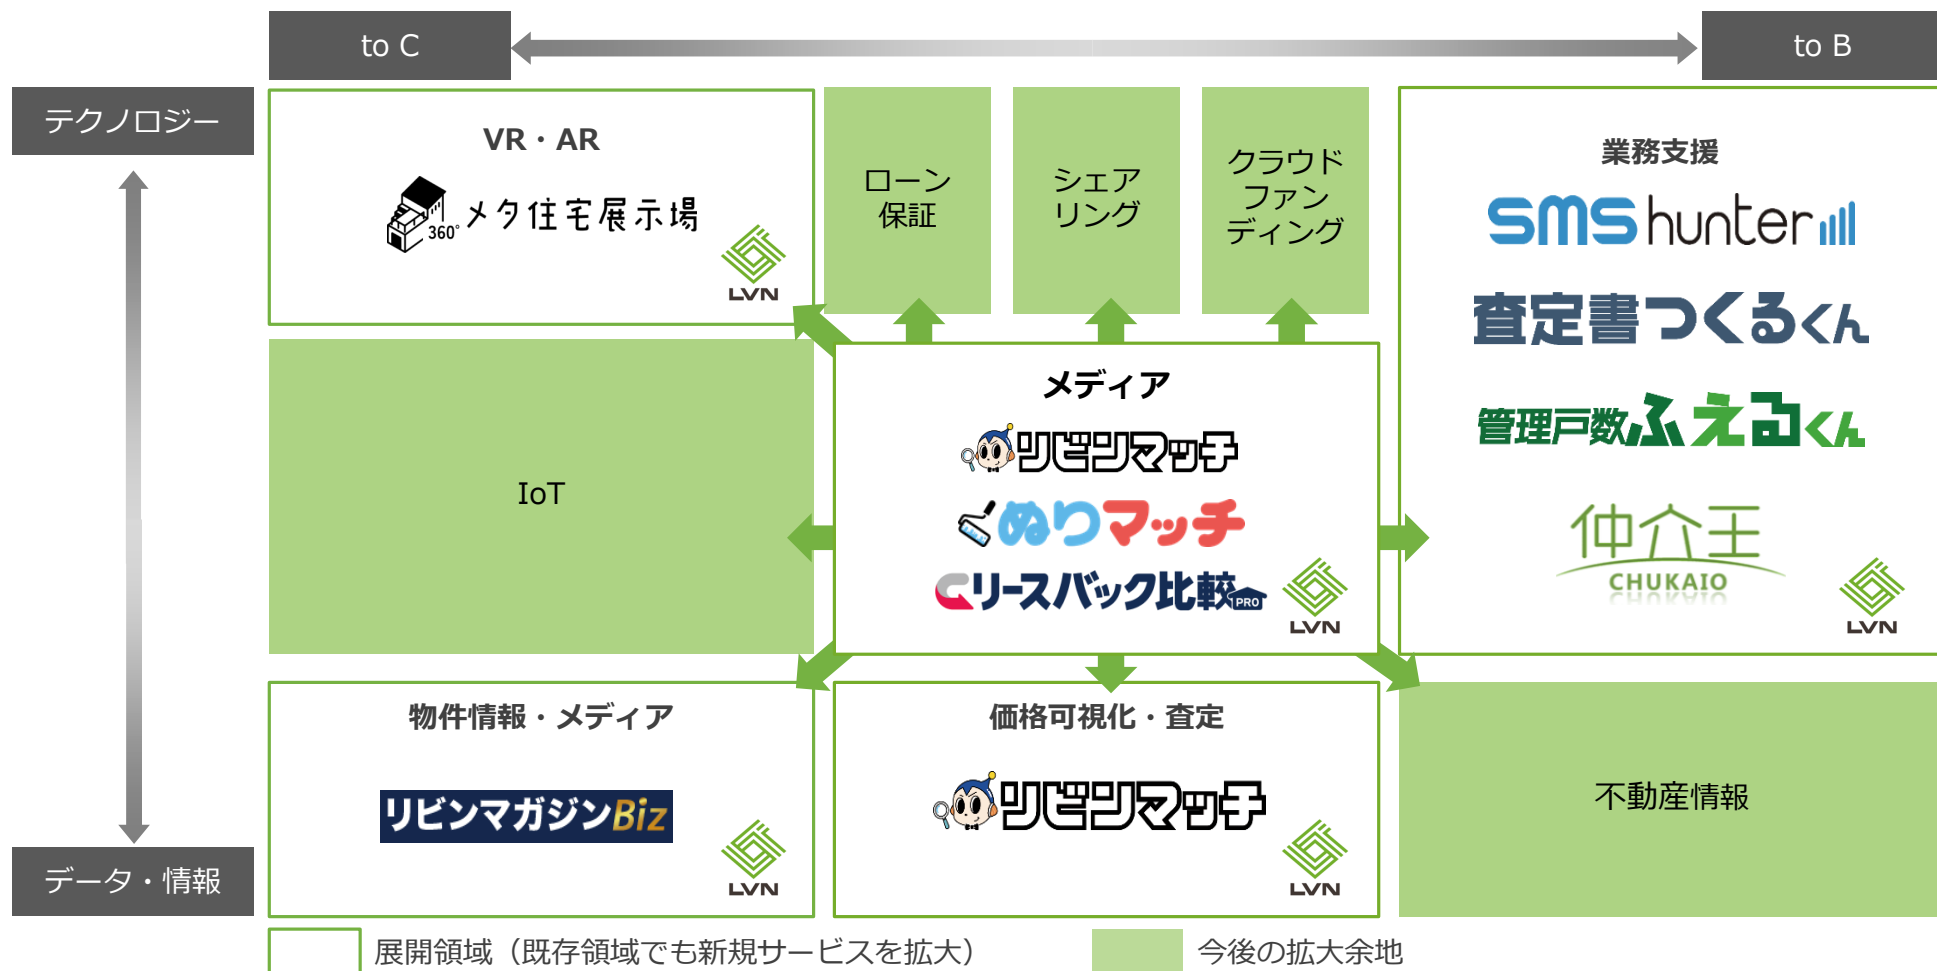 to C
to B
テクノロジー
データ・情報
VR・AR
360°
メタ住宅展示場
LVN
ローン
保証
シェア
リング
クラウド
ファン
ディング
業務支援
SMS hunter
査定書つくるくん
管理戸数ふえるくん
仲介王
CHUKAIO
LVN
IoT
メディア
リビンマッチ
ぬりマッチ
リースバック比較PRO
LVN
物件情報・メディア
リビンマガジンBiz
LVN
価格可視化・査定
リビンマッチ
LVN
不動産情報
展開領域（既存領域でも新規サービスを拡大）
今後の拡大余地